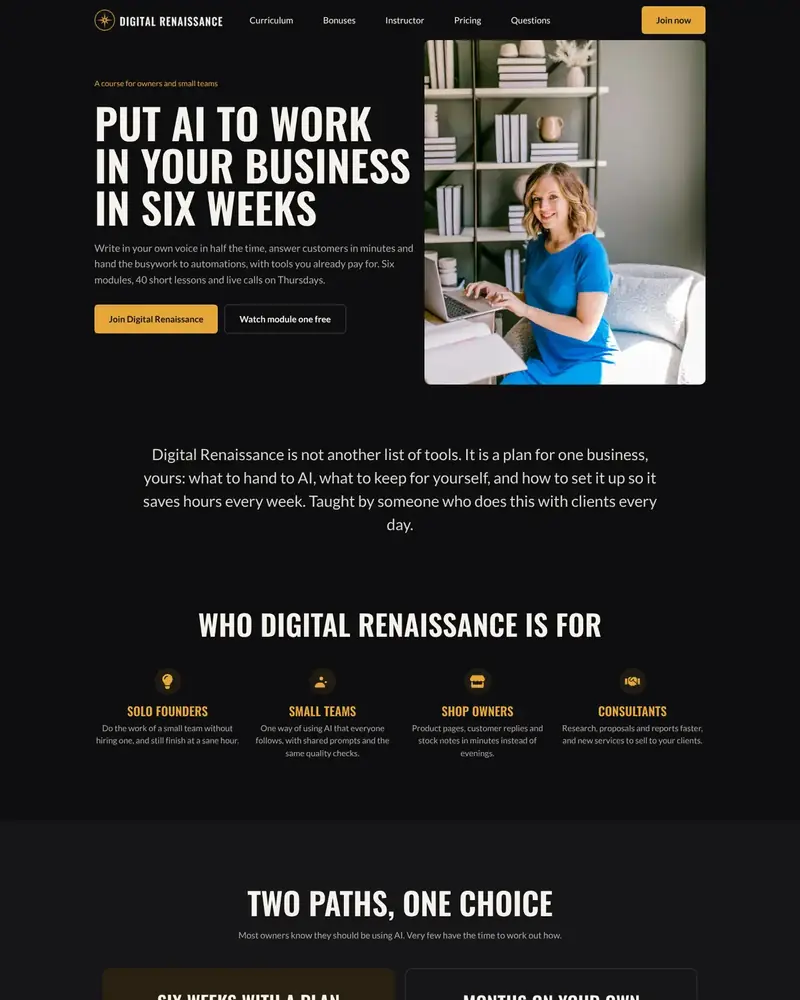 DIGITAL RENAISSANCE
Curriculum
Bonuses
Instructor
Pricing
Questions
Join now
A course for owners and small teams
PUT AI TO WORK
IN YOUR BUSINESS
IN SIX WEEKS
Write in your own voice in half the time, answer customers in minutes and
hand the busywork to automations, with tools you already pay for. Six
modules, 40 short lessons and live calls on Thursdays.
Join Digital Renaissance
Watch module one free
Digital Renaissance is not another list of tools. It is a plan for one business,
yours: what to hand to AI, what to keep for yourself, and how to set it up so it
saves hours every week. Taught by someone who does this with clients every
day.
WHO DIGITAL RENAISSANCE IS FOR
SOLO FOUNDERS
Do the work of a small team without
hiring one, and still finish at a sane hour.
SMALL TEAMS
One way of using AI that everyone
follows, with shared prompts and the
same quality checks.
SHOP OWNERS
Product pages, customer replies and
stock notes in minutes instead of
evenings.
CONSULTANTS
Research, proposals and reports faster,
and new services to sell to your clients.
TWO PATHS, ONE CHOICE
Most owners know they should be using AI. Very few have the time to work out how.
SIX WEEKS WITH A PLAN
MONTHS ON YOUR OWN